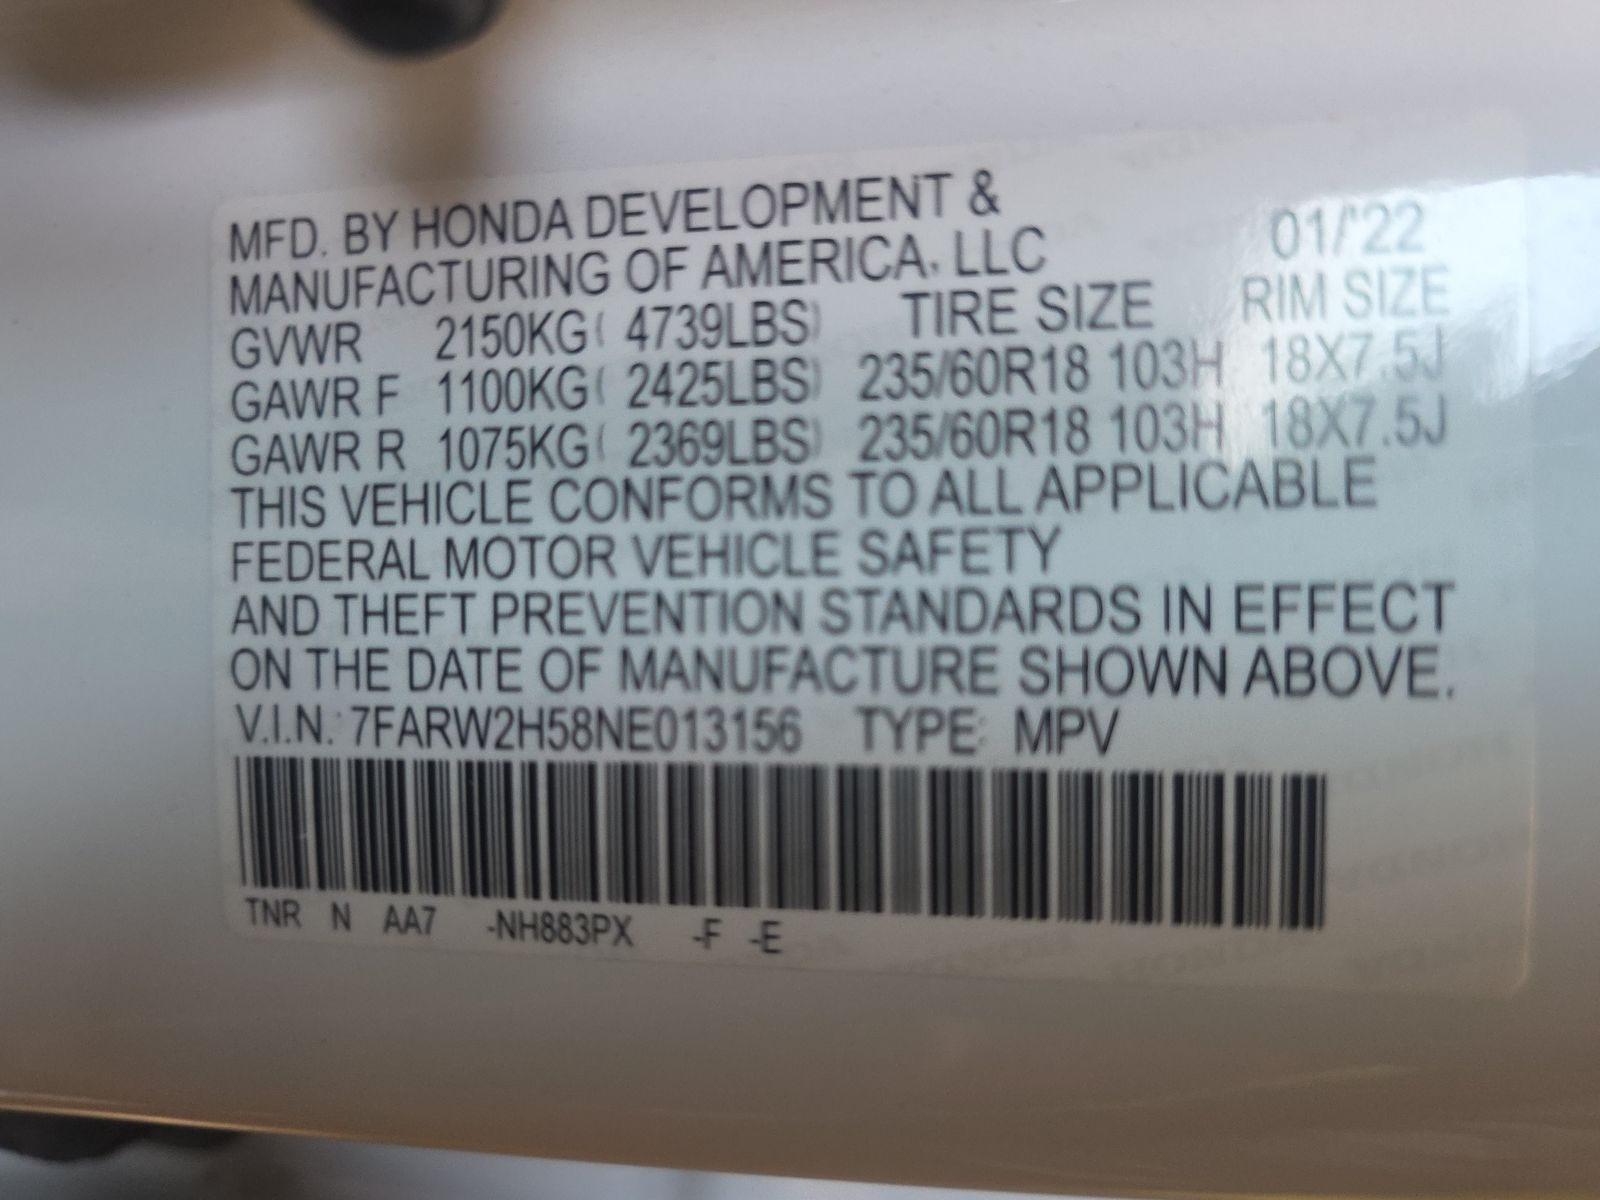 MFD. BY HONDA DEVELOPMENT &
MANUFACTURING OF AMERICA, LLC 01/'22
GVWR 2150KG( 4739LBS) TIRE SIZE RIM SIZE
GAWR F 1100KG( 2425LBS) 235/60R18 103H 18X7.5J
GAWR R 1075KG( 2369LBS) 235/60R18 103H 18X7.5J
THIS VEHICLE CONFORMS TO ALL APPLICABLE
FEDERAL MOTOR VEHICLE SAFETY
AND THEFT PREVENTION STANDARDS IN EFFECT
ON THE DATE OF MANUFACTURE SHOWN ABOVE.
V.I.N.: 7FARW2H58NE013156 TYPE: MPV
TNR N AA7 -NH883PX -F -E